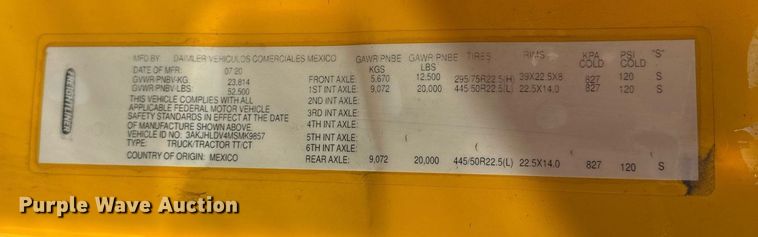 FREIGHTLINER
MFD BY: DAIMLER VEHICULOS COMERCIALES MEXICO
DATE OF MFR: 07 20
GVWR/PNBV-KG: 23,814
GVWR/PNBV-LBS: 52,500
THIS VEHICLE COMPLIES WITH ALL
APPLICABLE FEDERAL MOTOR VEHICLE
SAFETY STANDARDS IN EFFECT AT THE DATE
OF MANUFACTURE SHOWN ABOVE.
VEHICLE ID NO. 3AKJHLDV4MSMK9857
TYPE: TRUCK/TRACTOR TT/CT
COUNTRY OF ORIGIN: MEXICO
GAWR/PNBE GAWR/PNBE TIRES RIMS KPA PSI "S"
KGS LBS COLD COLD
FRONT AXLE: 5,670 12,500 295/75R22.5(H) 39X22.5X8 827 120 S
1ST INT AXLE: 9,072 20,000 445/50R22.5(L) 22.5X14.0 827 120 S
2ND INT AXLE:
3RD INT AXLE:
4TH INT AXLE:
5TH INT AXLE:
6TH INT AXLE:
REAR AXLE: 9,072 20,000 445/50R22.5(L) 22.5X14.0 827 120 S
Purple Wave Auction